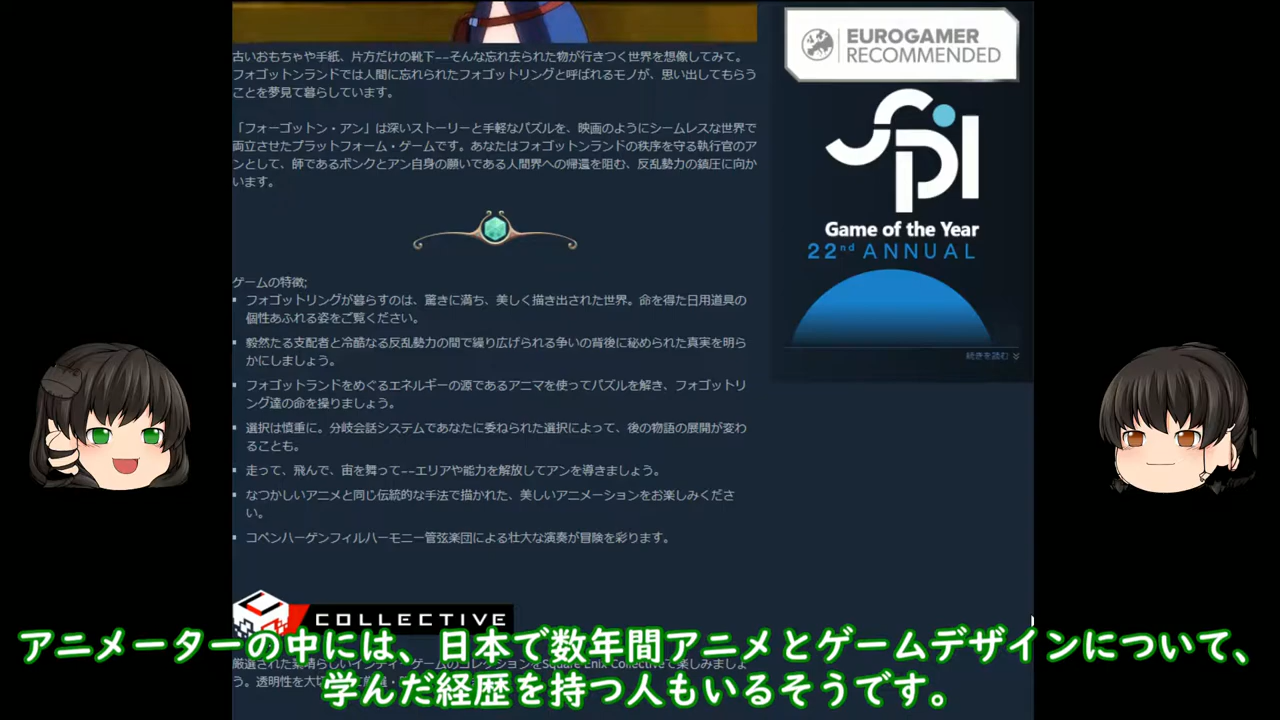 古いおもちゃや手紙、片方だけの靴下––そんな忘れ去られた物が行きつく世界を想像してみて。
フォゴットンランドでは人間に忘れられたフォゴットリングと呼ばれるモノが、思い出してもらう
ことを夢見て暮らしています。
「フォーゴットン・アン」は深いストーリーと手軽なパズルを、映画のようにシームレスな世界で
両立させたプラットフォーム・ゲームです。あなたはフォゴットンランドの秩序を守る執行官のア
ンとして、師であるボンクとアン自身の願いである人間界への帰還を阻む、反乱勢力の鎮圧に向か
います。
ゲームの特徴;
▪ フォゴットリングが暮らすのは、驚きに満ち、美しく描き出された世界。命を得た日用道具の
個性あふれる姿をご覧ください。
▪ 毅然たる支配者と冷酷なる反乱勢力の間で繰り広げられる争いの背後に秘められた真実を明ら
かにしましょう。
▪ フォゴットランドをめぐるエネルギーの源であるアニマを使ってパズルを解き、フォゴットリ
ング達の命を操りましょう。
▪ 選択は慎重に。分岐会話システムであなたに委ねられた選択によって、後の物語の展開が変わ
ることも。
▪ 走って、飛んで、宙を舞って––エリアや能力を解放してアンを導きましょう。
▪ なつかしいアニメと同じ伝統的な手法で描かれた、美しいアニメーションをお楽しみくださ
い。
▪ コペンハーゲンフィルハーモニー管弦楽団による壮大な演奏が冒険を彩ります。
COLLECTIVE
EUROGAMER
RECOMMENDED
Game of the Year
22nd ANNUAL
続きを読む
アニメーターの中には、日本で数年間アニメとゲームデザインについて、
学んだ経歴を持つ人もいるそうです。